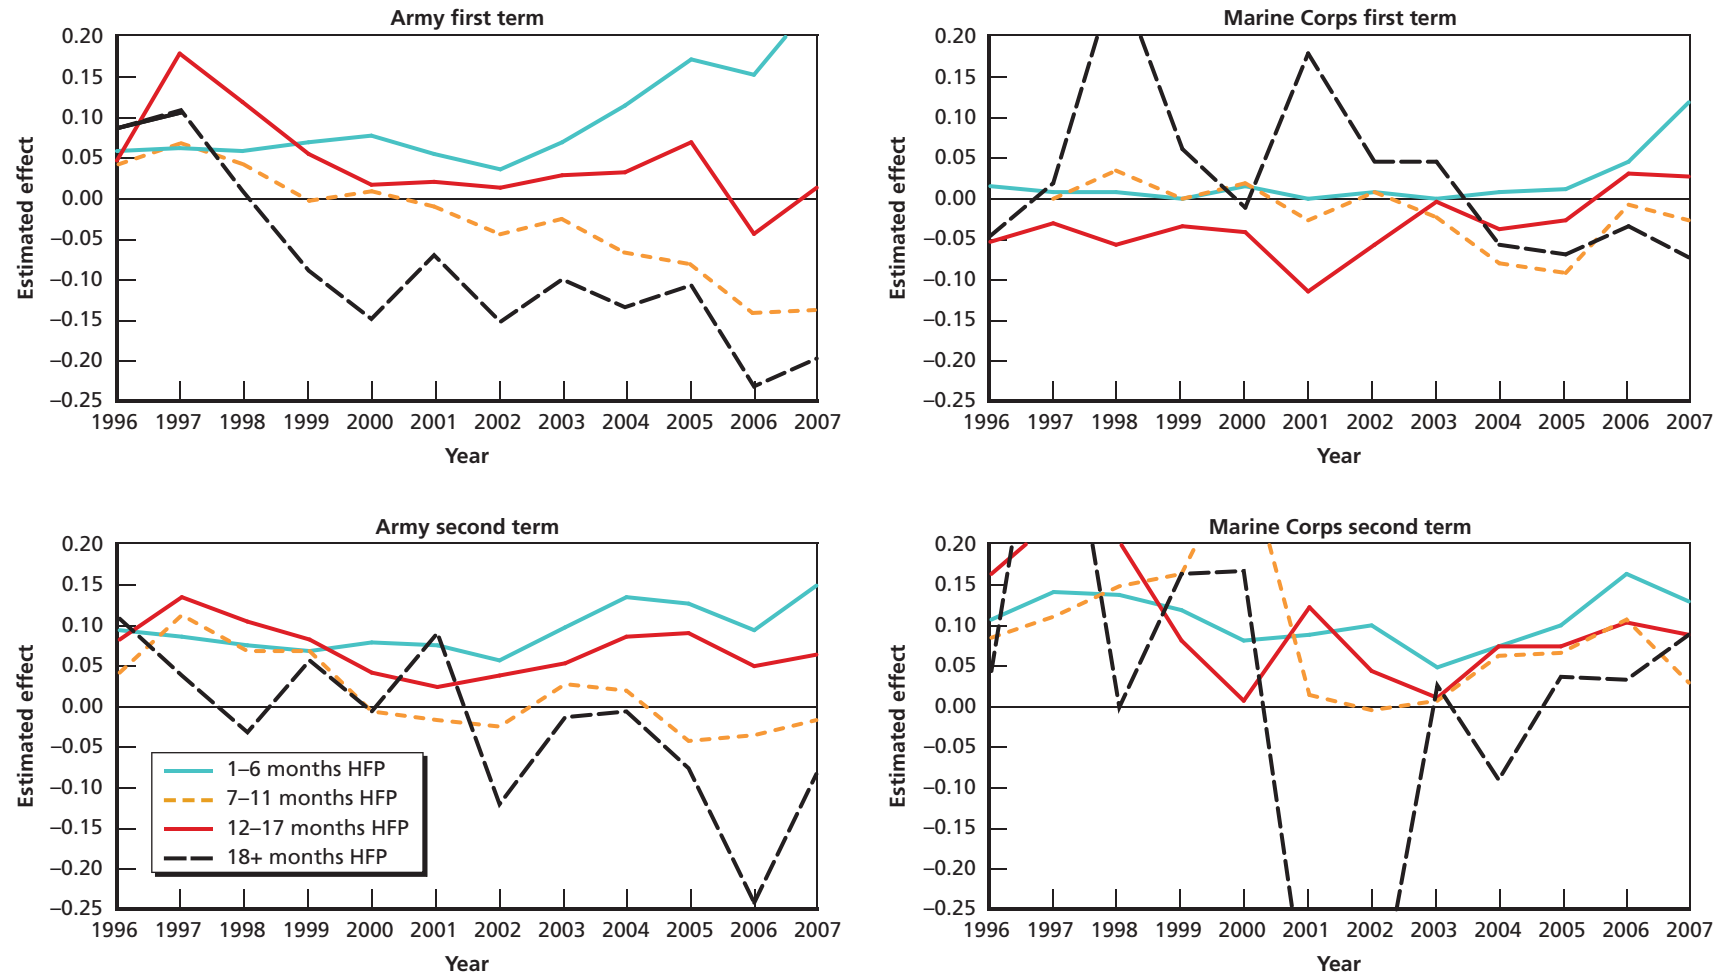 Army first term
0.20
0.15
0.10
0.05
0.00
–0.05
–0.10
–0.15
–0.20
–0.25
Estimated effect
1996 1997 1998 1999 2000 2001 2002 2003 2004 2005 2006 2007
Year
Marine Corps first term
0.20
0.15
0.10
0.05
0.00
–0.05
–0.10
–0.15
–0.20
–0.25
Estimated effect
1996 1997 1998 1999 2000 2001 2002 2003 2004 2005 2006 2007
Year
Army second term
0.20
0.15
0.10
0.05
0.00
–0.05
–0.10
–0.15
–0.20
–0.25
Estimated effect
1–6 months HFP
7–11 months HFP
12–17 months HFP
18+ months HFP
1996 1997 1998 1999 2000 2001 2002 2003 2004 2005 2006 2007
Year
Marine Corps second term
0.20
0.15
0.10
0.05
0.00
–0.05
–0.10
–0.15
–0.20
–0.25
Estimated effect
1996 1997 1998 1999 2000 2001 2002 2003 2004 2005 2006 2007
Year